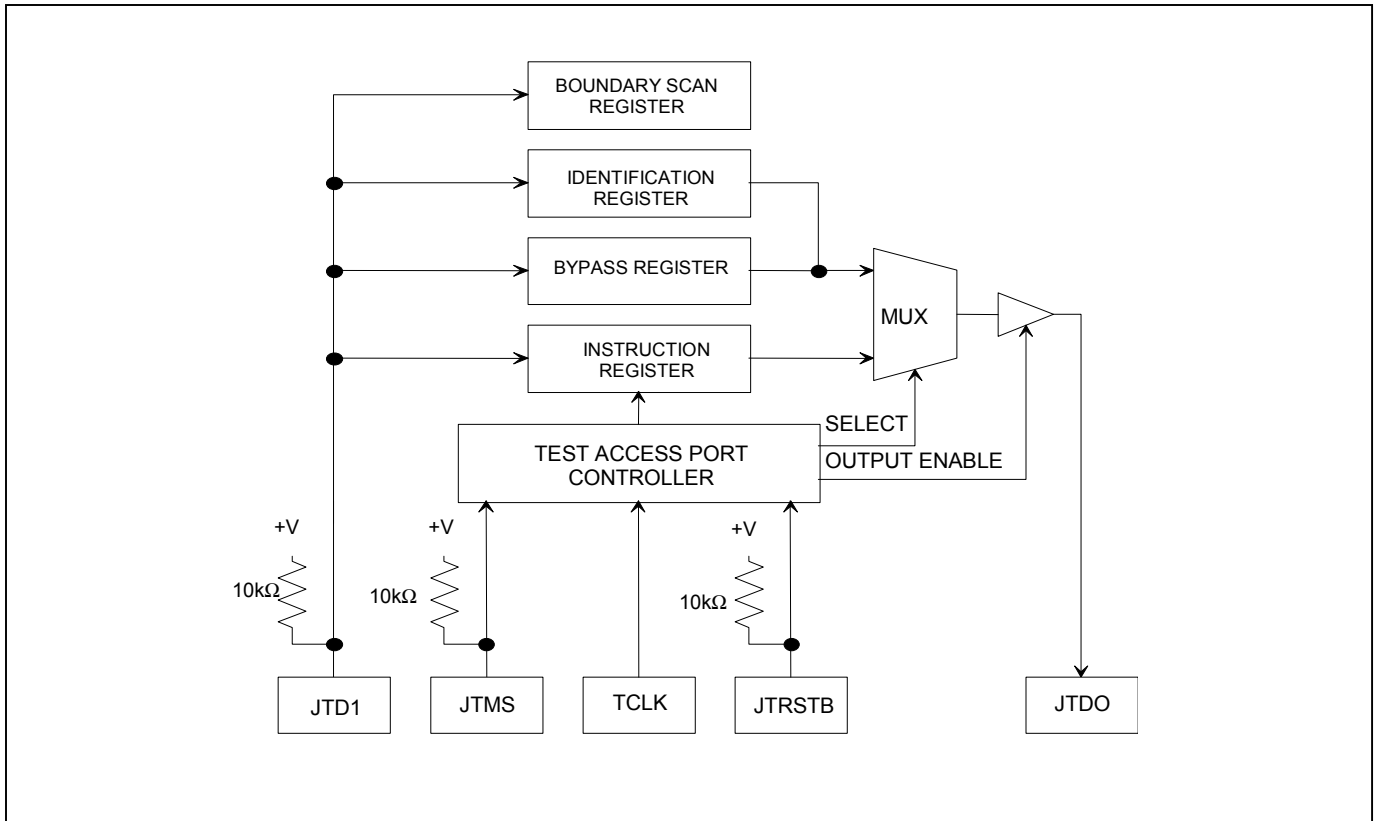 BOUNDARY SCAN
REGISTER
IDENTIFICATION
REGISTER
BYPASS REGISTER
MUX
INSTRUCTION
REGISTER
SELECT
TEST ACCESS PORT
CONTROLLER
OUTPUT ENABLE
+V
+V
+V
10kΩ
10kΩ
10kΩ
JTD1
JTMS
TCLK
JTRSTB
JTDO